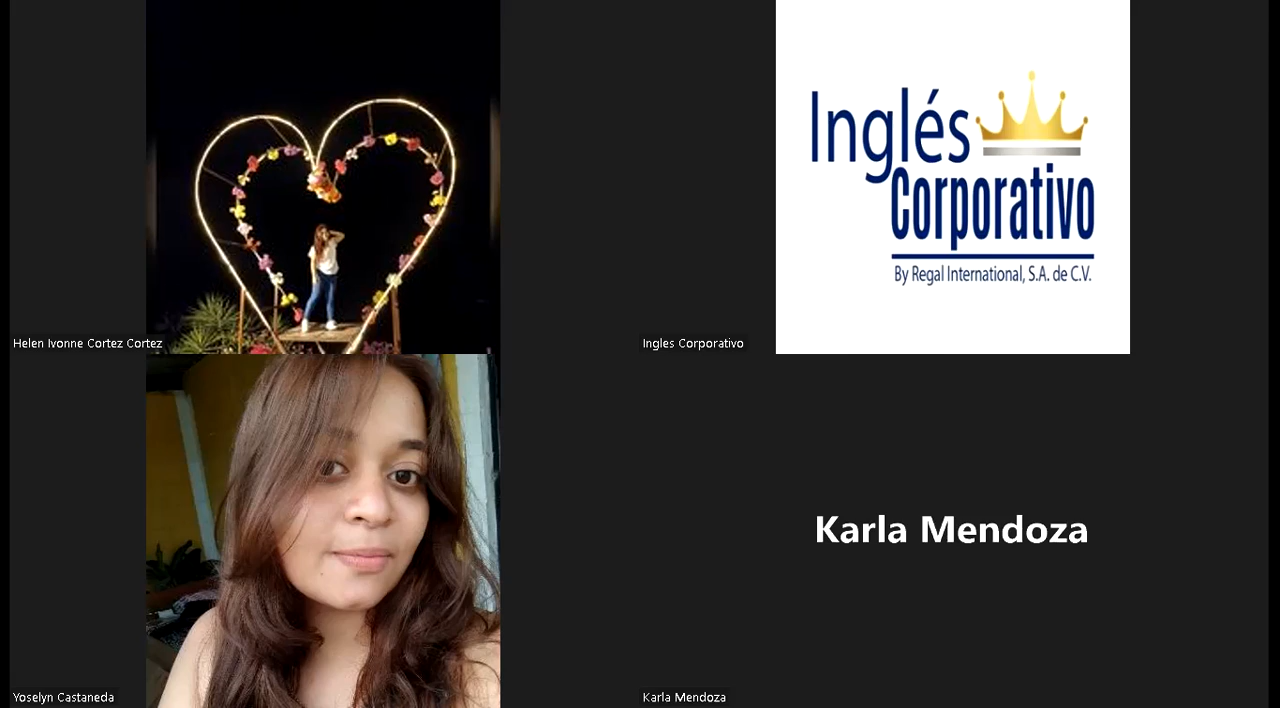 Inglés
Corporativo
By Regal International, S.A. de C.V.
Helen Ivonne Cortez Cortez
Ingles Corporativo
Karla Mendoza
Yoselyn Castaneda
Karla Mendoza